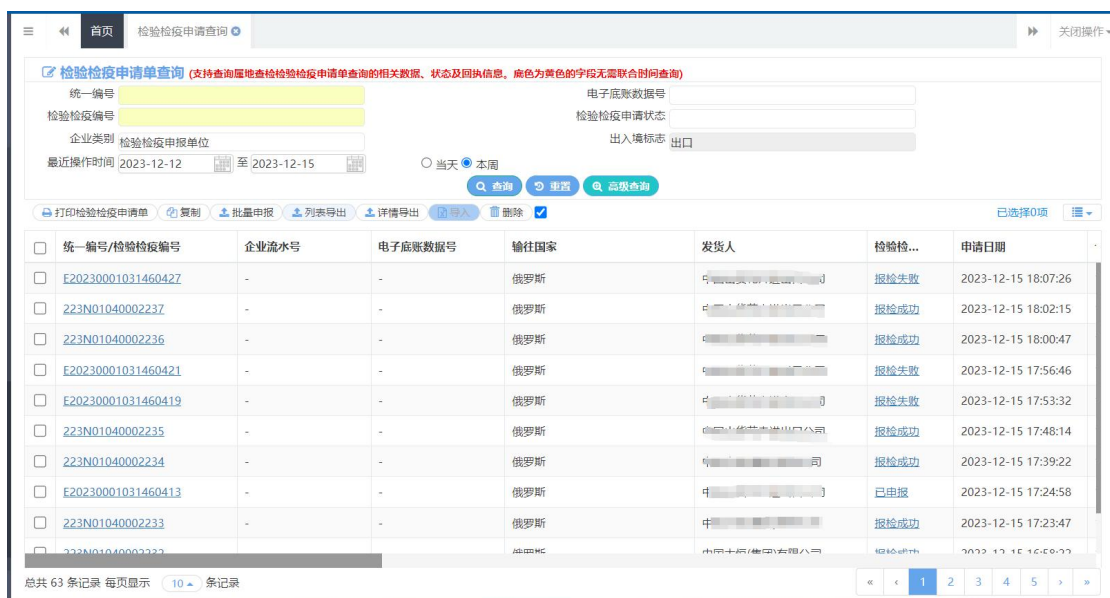 首页 检验检疫申请查询 关闭操作
检验检疫申请单查询 (支持查询属地查检检验检疫申请单查询的相关数据、状态及回执信息。底色为黄色的字段无需联合时间查询)
统一编号 电子底账数据号
检验检疫编号 检验检疫申请状态
企业类别 检验检疫申报单位 出入境标志 出口
最近操作时间 2023-12-12 至 2023-12-15 当天 本周
查询 重置 高级查询
打印检验检疫申请单 复制 批量申报 列表导出 详情导出 导入 删除 已选择0项
统一编号/检验检疫编号 企业流水号 电子底账数据号 输往国家 发货人 检验检... 申请日期
E20230001031460427 - - 俄罗斯 报检失败 2023-12-15 18:07:26
223N01040002237 - - 俄罗斯 报检成功 2023-12-15 18:02:15
223N01040002236 - - 俄罗斯 报检成功 2023-12-15 18:00:47
E20230001031460421 - - 俄罗斯 报检失败 2023-12-15 17:56:46
E20230001031460419 - - 俄罗斯 报检失败 2023-12-15 17:53:32
223N01040002235 - - 俄罗斯 报检成功 2023-12-15 17:48:14
223N01040002234 - - 俄罗斯 司 报检成功 2023-12-15 17:39:22
E20230001031460413 - - 俄罗斯 中 已申报 2023-12-15 17:24:58
223N01040002233 - - 俄罗斯 中 报检成功 2023-12-15 17:23:47
总共 63 条记录 每页显示 10 条记录 « ‹ 1 2 3 4 5 › »